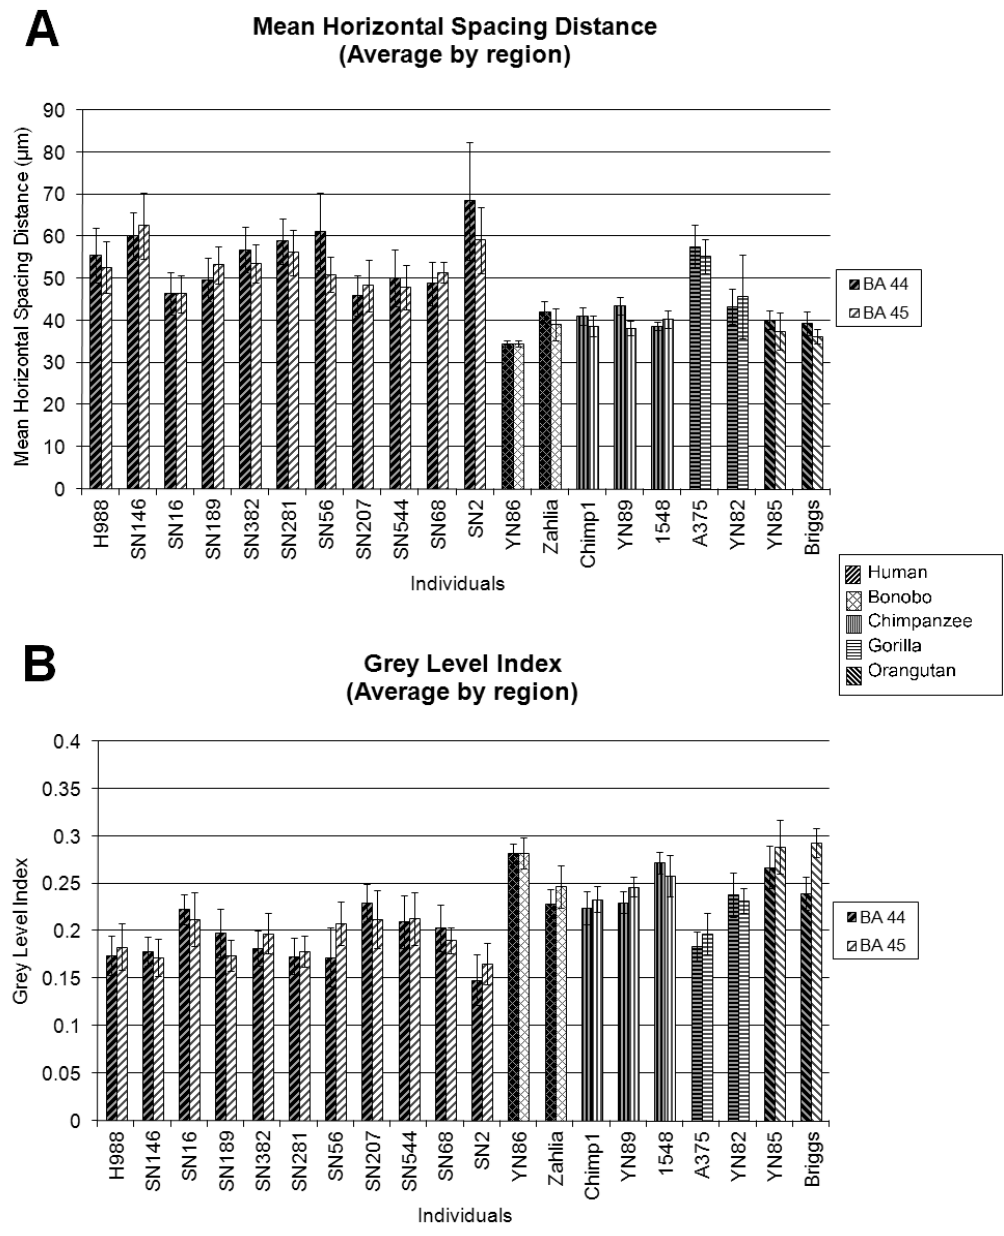 A
Mean Horizontal Spacing Distance
(Average by region)
Mean Horizontal Spacing Distance (µm)
90
80
70
60
50
40
30
20
10
0
H988
SN146
SN16
SN189
SN382
SN281
SN56
SN207
SN544
SN68
SN2
YN86
Zahlia
Chimp1
YN89
1548
A375
YN82
YN85
Briggs
Individuals
BA 44
BA 45
Human
Bonobo
Chimpanzee
Gorilla
Orangutan
B
Grey Level Index
(Average by region)
Grey Level Index
0.4
0.35
0.3
0.25
0.2
0.15
0.1
0.05
0
H988
SN146
SN16
SN189
SN382
SN281
SN56
SN207
SN544
SN68
SN2
YN86
Zahlia
Chimp1
YN89
1548
A375
YN82
YN85
Briggs
Individuals
BA 44
BA 45